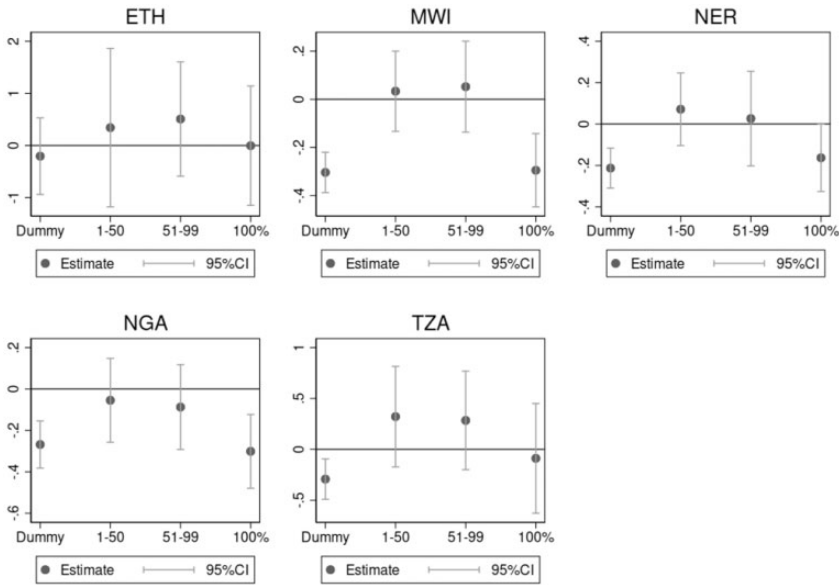 ETH
2
1
0
-1
Dummy 1-50 51-99 100%
Estimate 95%CI
MWI
.2
0
-.2
-.4
Dummy 1-50 51-99 100%
Estimate 95%CI
NER
.4
.2
0
-.2
-.4
Dummy 1-50 51-99 100%
Estimate 95%CI
NGA
.2
0
-.2
-.4
-.6
Dummy 1-50 51-99 100%
Estimate 95%CI
TZA
1
.5
0
-.5
Dummy 1-50 51-99 100%
Estimate 95%CI